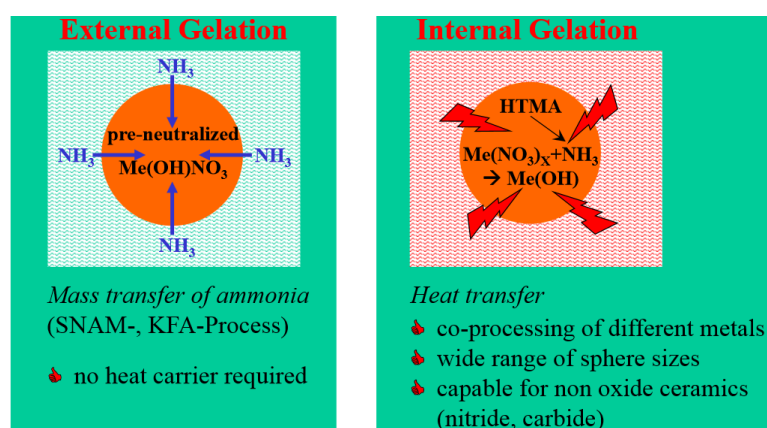 External Gelation
NH₃
pre-neutralized
NH₃ NH₃
Me(OH)NO₃
NH₃
Mass transfer of ammonia
(SNAM-, KFA-Process)
no heat carrier required
Internal Gelation
HTMA
Me(NO₃)ₓ+NH₃
→ Me(OH)
Heat transfer
co-processing of different metals
wide range of sphere sizes
capable for non oxide ceramics
(nitride, carbide)